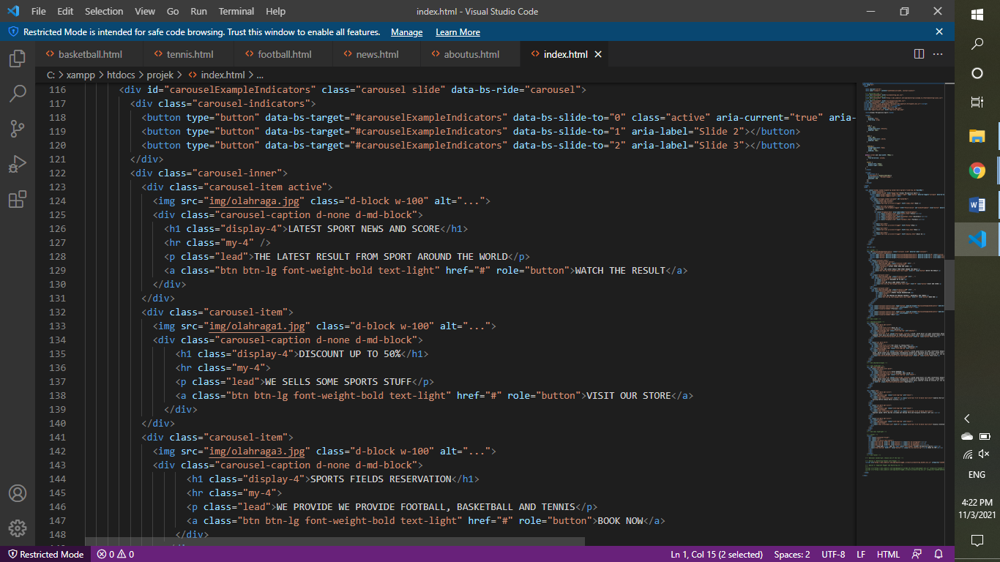 File Edit Selection View Go Run Terminal Help index.html - Visual Studio Code
Restricted Mode is intended for safe code browsing. Trust this window to enable all features. Manage Learn More
basketball.html tennis.html football.html news.html aboutus.html index.html
C: > xampp > htdocs > projek > index.html > ...
116 <div id="carouselExampleIndicators" class="carousel slide" data-bs-ride="carousel">
117 <div class="carousel-indicators">
118 <button type="button" data-bs-target="#carouselExampleIndicators" data-bs-slide-to="0" class="active" aria-current="true" aria-
119 <button type="button" data-bs-target="#carouselExampleIndicators" data-bs-slide-to="1" aria-label="Slide 2"></button>
120 <button type="button" data-bs-target="#carouselExampleIndicators" data-bs-slide-to="2" aria-label="Slide 3"></button>
121 </div>
122 <div class="carousel-inner">
123 <div class="carousel-item active">
124 <img src="img/olahraga.jpg" class="d-block w-100" alt="...">
125 <div class="carousel-caption d-none d-md-block">
126 <h1 class="display-4">LATEST SPORT NEWS AND SCORE</h1>
127 <hr class="my-4" />
128 <p class="lead">THE LATEST RESULT FROM SPORT AROUND THE WORLD</p>
129 <a class="btn btn-lg font-weight-bold text-light" href="#" role="button">WATCH THE RESULT</a>
130 </div>
131 </div>
132 <div class="carousel-item">
133 <img src="img/olahraga1.jpg" class="d-block w-100" alt="...">
134 <div class="carousel-caption d-none d-md-block">
135 <h1 class="display-4">DISCOUNT UP TO 50%</h1>
136 <hr class="my-4">
137 <p class="lead">WE SELLS SOME SPORTS STUFF</p>
138 <a class="btn btn-lg font-weight-bold text-light" href="#" role="button">VISIT OUR STORE</a>
139 </div>
140 </div>
141 <div class="carousel-item">
142 <img src="img/olahraga3.jpg" class="d-block w-100" alt="...">
143 <div class="carousel-caption d-none d-md-block">
144 <h1 class="display-4">SPORTS FIELDS RESERVATION</h1>
145 <hr class="my-4">
146 <p class="lead">WE PROVIDE WE PROVIDE FOOTBALL, BASKETBALL AND TENNIS</p>
147 <a class="btn btn-lg font-weight-bold text-light" href="#" role="button">BOOK NOW</a>
148 </div>
Restricted Mode 0 0 Ln 1, Col 15 (2 selected) Spaces: 2 UTF-8 LF HTML
ENG
4:22 PM
11/3/2021